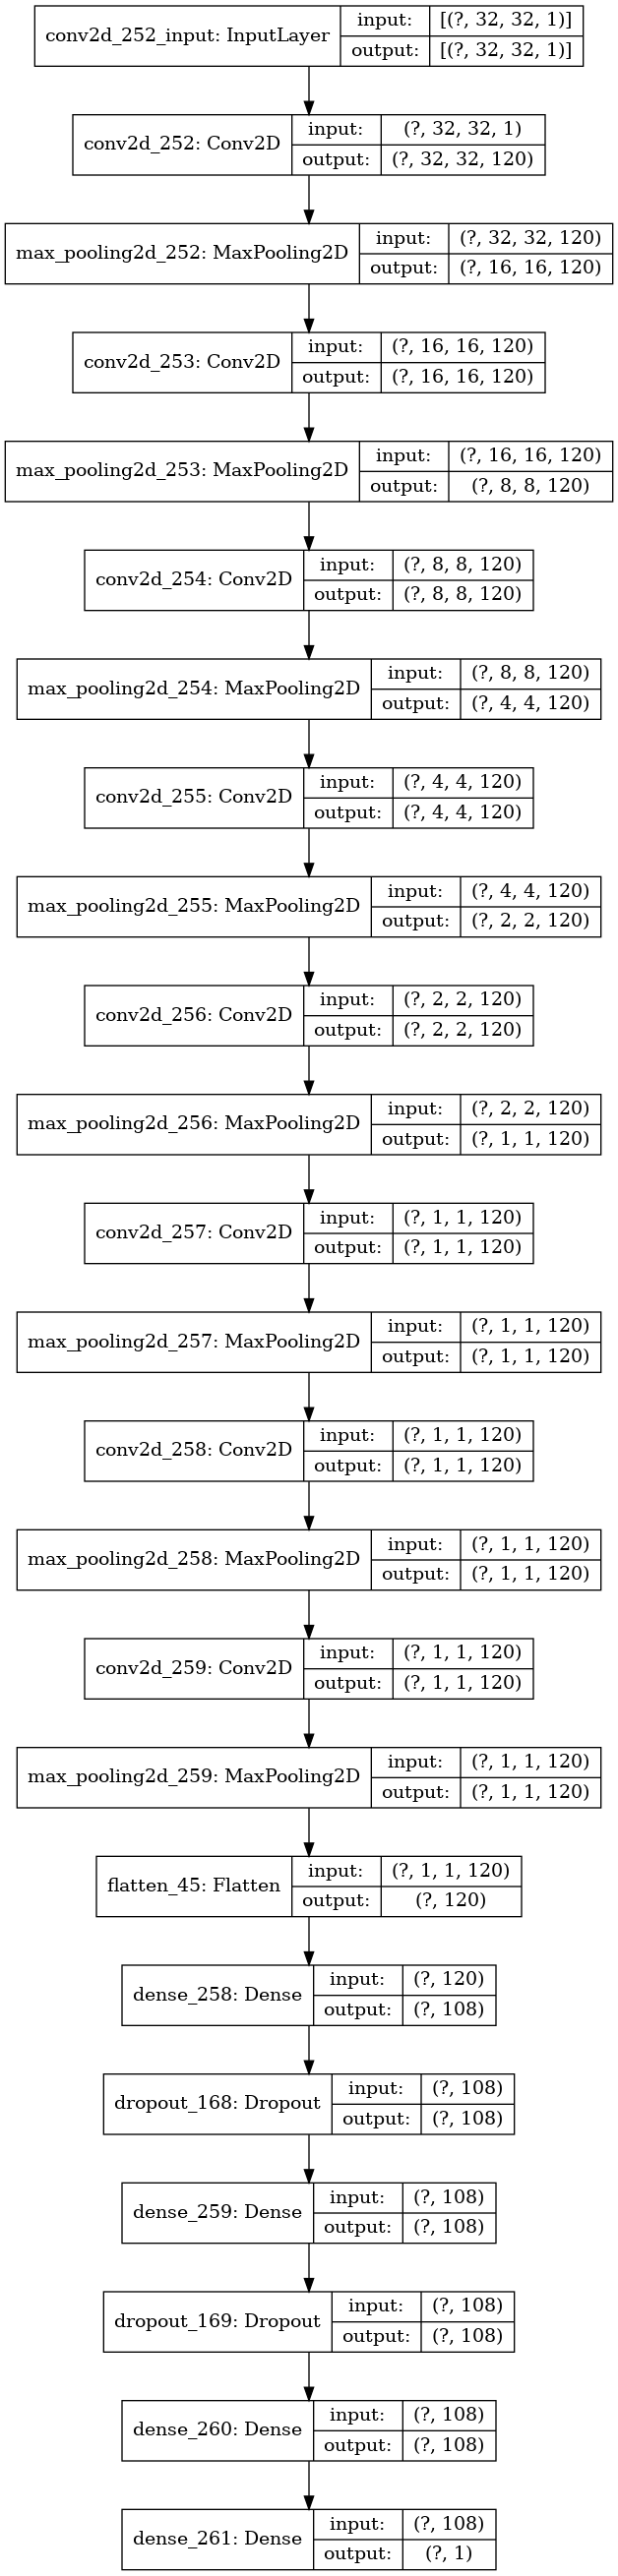 conv2d_252_input: InputLayer
input: [(?, 32, 32, 1)]
output: [(?, 32, 32, 1)]
conv2d_252: Conv2D
input: (?, 32, 32, 1)
output: (?, 32, 32, 120)
max_pooling2d_252: MaxPooling2D
input: (?, 32, 32, 120)
output: (?, 16, 16, 120)
conv2d_253: Conv2D
input: (?, 16, 16, 120)
output: (?, 16, 16, 120)
max_pooling2d_253: MaxPooling2D
input: (?, 16, 16, 120)
output: (?, 8, 8, 120)
conv2d_254: Conv2D
input: (?, 8, 8, 120)
output: (?, 8, 8, 120)
max_pooling2d_254: MaxPooling2D
input: (?, 8, 8, 120)
output: (?, 4, 4, 120)
conv2d_255: Conv2D
input: (?, 4, 4, 120)
output: (?, 4, 4, 120)
max_pooling2d_255: MaxPooling2D
input: (?, 4, 4, 120)
output: (?, 2, 2, 120)
conv2d_256: Conv2D
input: (?, 2, 2, 120)
output: (?, 2, 2, 120)
max_pooling2d_256: MaxPooling2D
input: (?, 2, 2, 120)
output: (?, 1, 1, 120)
conv2d_257: Conv2D
input: (?, 1, 1, 120)
output: (?, 1, 1, 120)
max_pooling2d_257: MaxPooling2D
input: (?, 1, 1, 120)
output: (?, 1, 1, 120)
conv2d_258: Conv2D
input: (?, 1, 1, 120)
output: (?, 1, 1, 120)
max_pooling2d_258: MaxPooling2D
input: (?, 1, 1, 120)
output: (?, 1, 1, 120)
conv2d_259: Conv2D
input: (?, 1, 1, 120)
output: (?, 1, 1, 120)
max_pooling2d_259: MaxPooling2D
input: (?, 1, 1, 120)
output: (?, 1, 1, 120)
flatten_45: Flatten
input: (?, 1, 1, 120)
output: (?, 120)
dense_258: Dense
input: (?, 120)
output: (?, 108)
dropout_168: Dropout
input: (?, 108)
output: (?, 108)
dense_259: Dense
input: (?, 108)
output: (?, 108)
dropout_169: Dropout
input: (?, 108)
output: (?, 108)
dense_260: Dense
input: (?, 108)
output: (?, 108)
dense_261: Dense
input: (?, 108)
output: (?, 1)